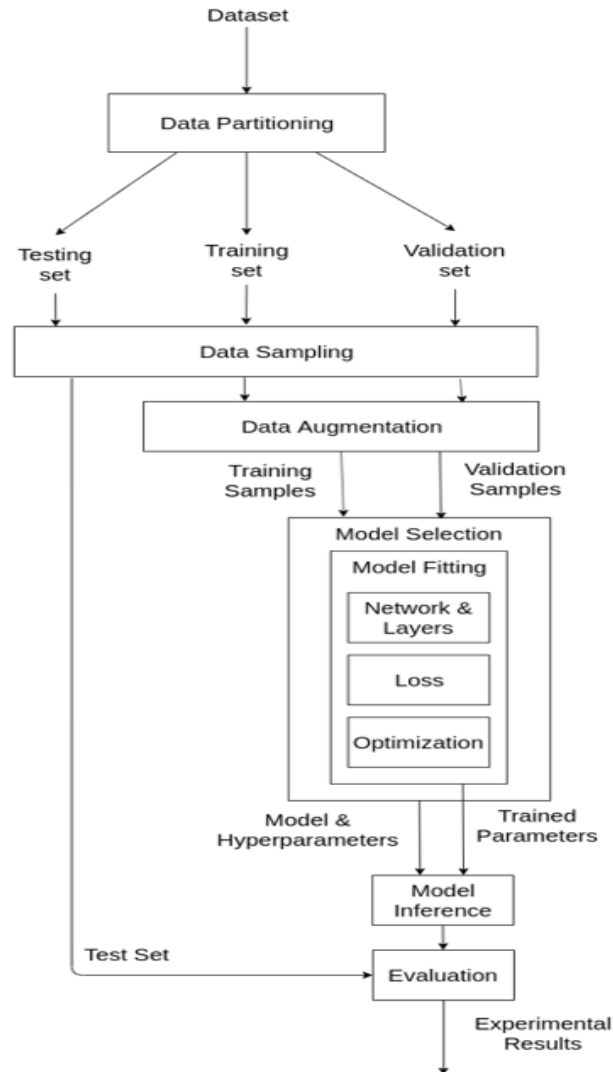 Dataset
Data Partitioning
Testing
set
Training
set
Validation
set
Data Sampling
Data Augmentation
Training
Samples
Validation
Samples
Model Selection
Model Fitting
Network &
Layers
Loss
Optimization
Model &
Hyperparameters
Trained
Parameters
Model
Inference
Test Set
Evaluation
Experimental
Results